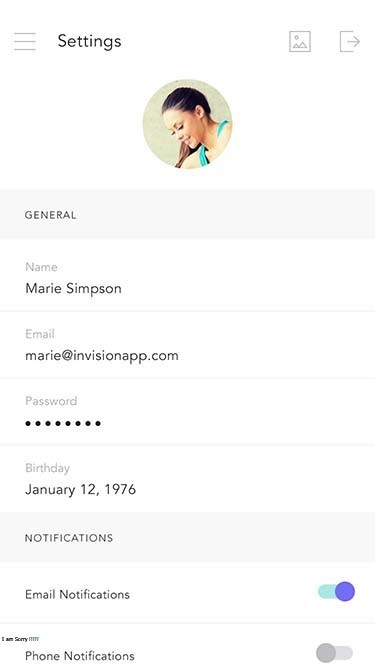 Settings
GENERAL
Name
Marie Simpson
Email
marie@invisionapp.com
Password
Birthday
January 12, 1976
NOTIFICATIONS
Email Notifications
I am Sorry !!!!!
Phone Notifications